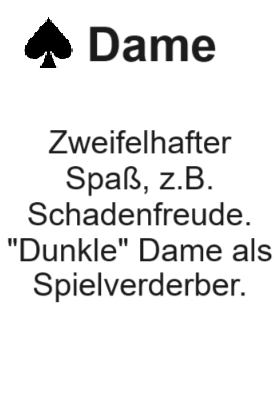 ♠ Dame
Zweifelhafter
Spaß, z.B.
Schadenfreude.
"Dunkle" Dame als
Spielverderber.